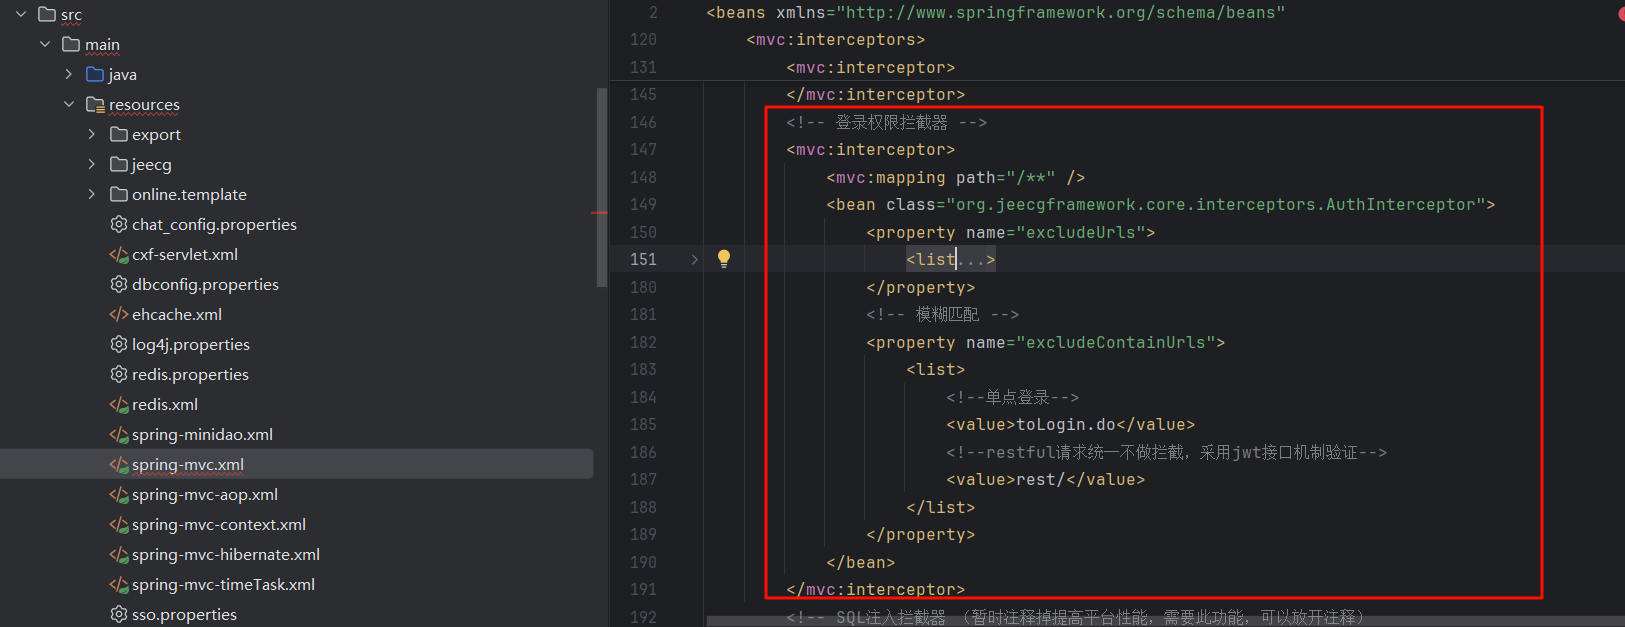 src
main
java
resources
export
jeecg
online.template
chat_config.properties
cxf-servlet.xml
dbconfig.properties
ehcache.xml
log4j.properties
redis.properties
redis.xml
spring-minidao.xml
spring-mvc.xml
spring-mvc-aop.xml
spring-mvc-context.xml
spring-mvc-hibernate.xml
spring-mvc-timeTask.xml
sso.properties
2 <beans xmlns="http://www.springframework.org/schema/beans"
120 <mvc:interceptors>
131 <mvc:interceptor>
145 </mvc:interceptor>
146 <!-- 登录权限拦截器 -->
147 <mvc:interceptor>
148 <mvc:mapping path="/**" />
149 <bean class="org.jeecgframework.core.interceptors.AuthInterceptor">
150 <property name="excludeUrls">
151 <list...>
180 </property>
181 <!-- 模糊匹配 -->
182 <property name="excludeContainUrls">
183 <list>
184 <!--单点登录-->
185 <value>toLogin.do</value>
186 <!--restful请求统一不做拦截，采用jwt接口机制验证-->
187 <value>rest/</value>
188 </list>
189 </property>
190 </bean>
191 </mvc:interceptor>
192 <!-- SQL注入拦截器 （暂时注释掉提高平台性能，需要此功能，可以放开注释）